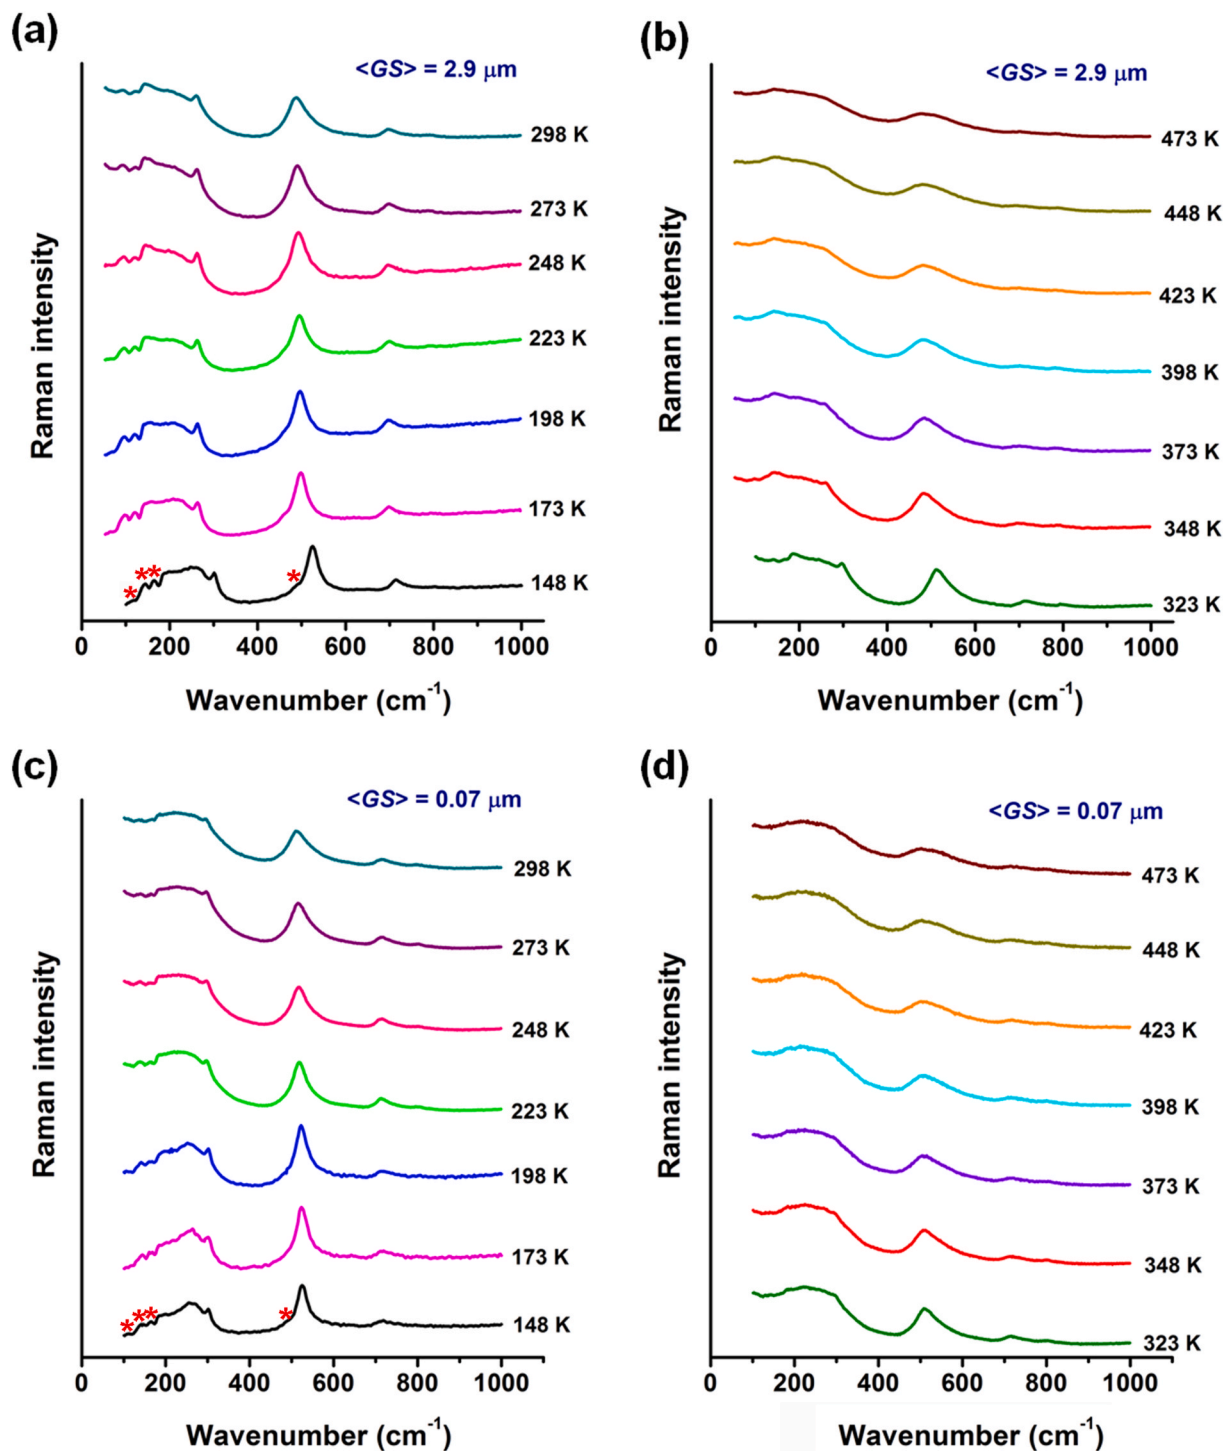 (a)
<GS> = 2.9 μm
298 K
273 K
248 K
223 K
198 K
173 K
* ** *
148 K
Raman intensity
0 200 400 600 800 1000
Wavenumber (cm⁻¹)
(b)
<GS> = 2.9 μm
473 K
448 K
423 K
398 K
373 K
348 K
323 K
Raman intensity
0 200 400 600 800 1000
Wavenumber (cm⁻¹)
(c)
<GS> = 0.07 μm
298 K
273 K
248 K
223 K
198 K
173 K
* ** *
148 K
Raman intensity
0 200 400 600 800 1000
Wavenumber (cm⁻¹)
(d)
<GS> = 0.07 μm
473 K
448 K
423 K
398 K
373 K
348 K
323 K
Raman intensity
0 200 400 600 800 1000
Wavenumber (cm⁻¹)